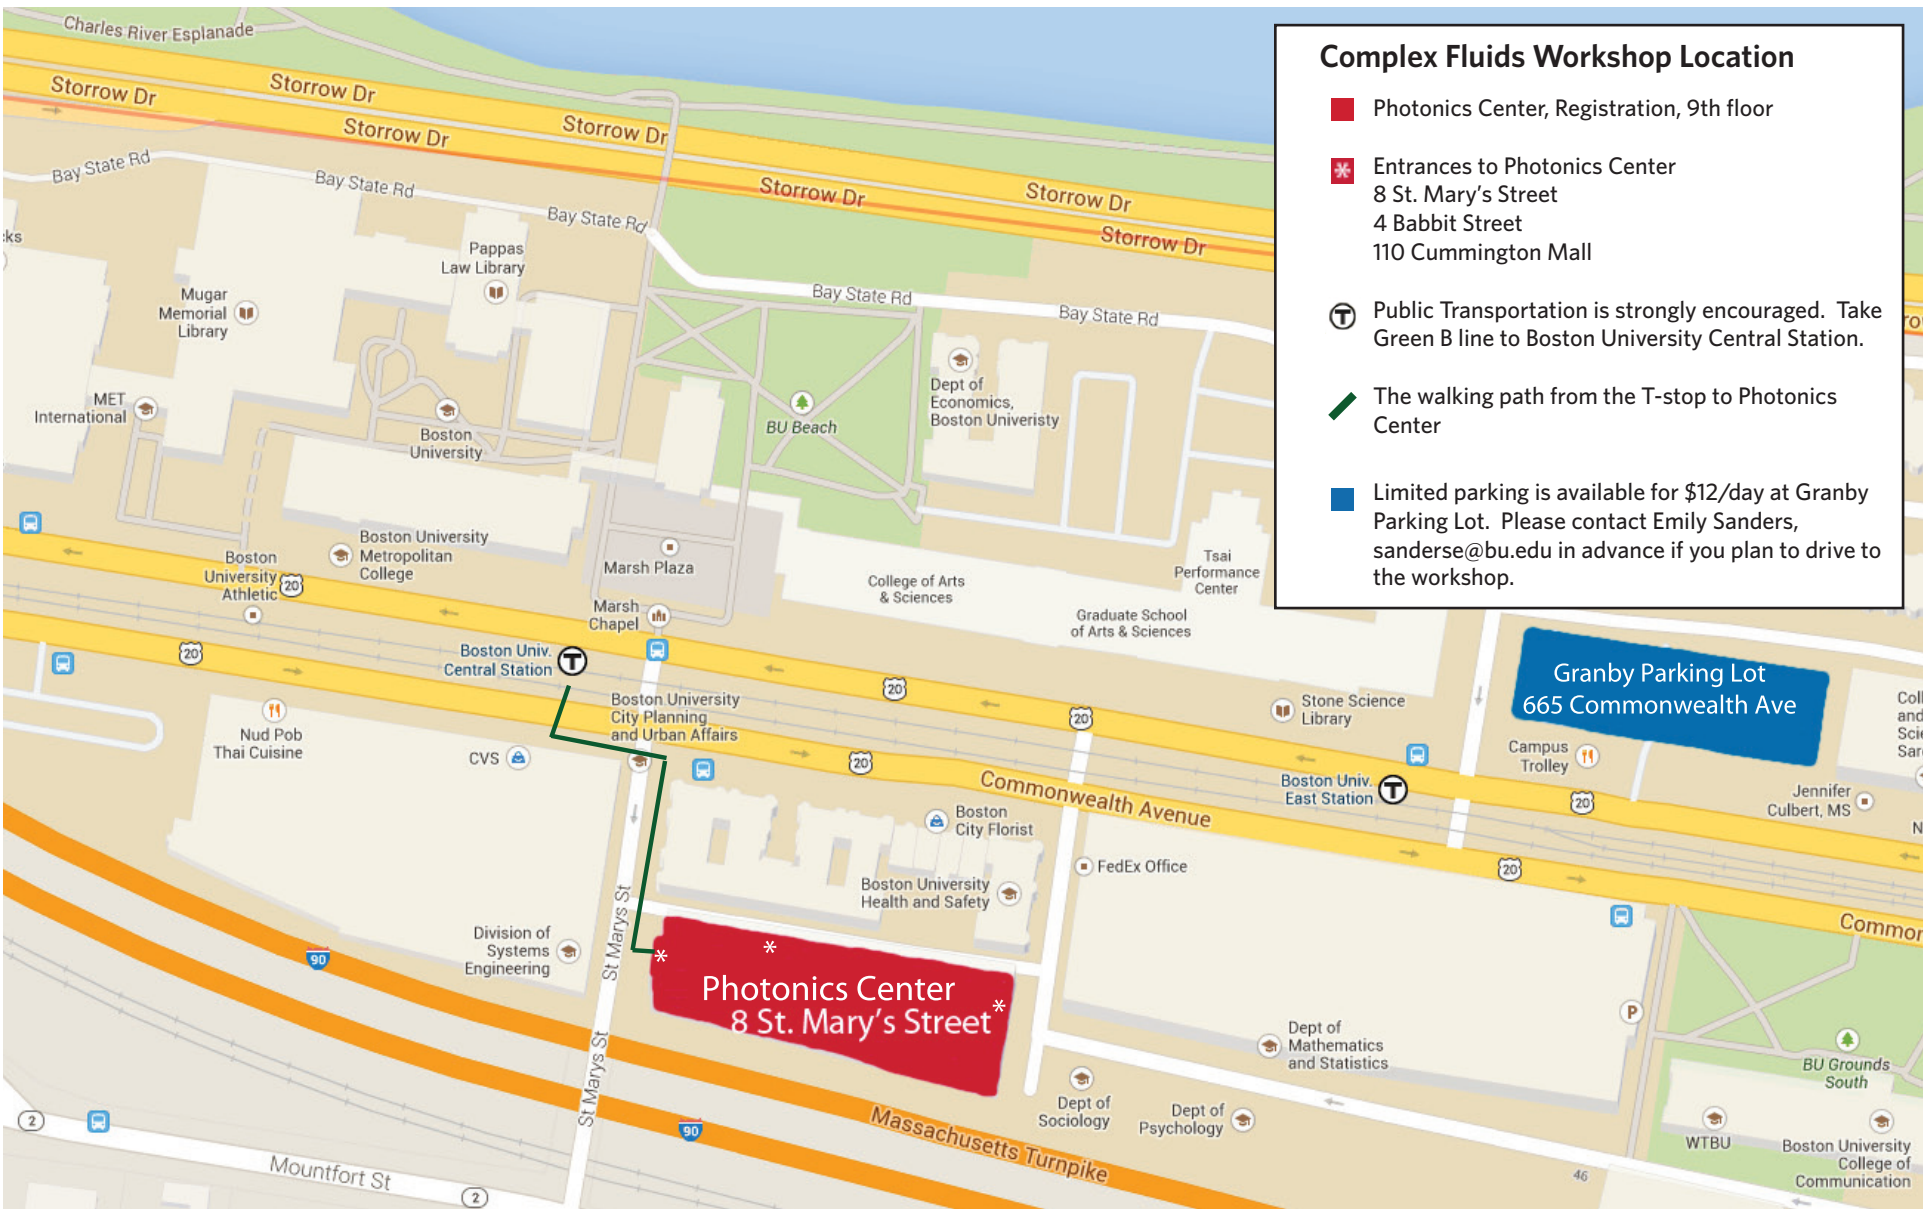 Complex Fluids Workshop Location
Photonics Center, Registration, 9th floor
Entrances to Photonics Center
8 St. Mary's Street
4 Babbit Street
110 Cummington Mall
Public Transportation is strongly encouraged.  Take
Green B line to Boston University Central Station.
The walking path from the T-stop to Photonics
Center
Limited parking is available for $12/day at Granby
Parking Lot.  Please contact Emily Sanders,
sanderse@bu.edu in advance if you plan to drive to
the workshop.
Charles River Esplanade
Storrow Dr
Storrow Dr
Storrow Dr
Storrow Dr
Storrow Dr
Storrow Dr
Storrow Dr
Bay State Rd
Bay State Rd
Bay State Rd
Bay State Rd
Bay State Rd
Pappas
Law Library
Mugar
Memorial
Library
MET
International
Boston
University
BU Beach
Dept of
Economics,
Boston Univeristy
Boston University
Metropolitan
College
Boston
University
Athletic
20
Marsh Plaza
Marsh
Chapel
College of Arts
& Sciences
Graduate School
of Arts & Sciences
Tsai
Performance
Center
20
Boston Univ.
Central Station
T
Boston University
City Planning
and Urban Affairs
20
20
20
Stone Science
Library
Granby Parking Lot
665 Commonwealth Ave
Campus
Trolley
Nud Pob
Thai Cuisine
CVS
Commonwealth Avenue
Boston Univ.
East Station
T
20
Jennifer
Culbert, MS
Boston
City Florist
FedEx Office
20
Boston University
Health and Safety
Division of
Systems
Engineering
St Marys St
90
Photonics Center
8 St. Mary's Street
P
Dept of
Mathematics
and Statistics
BU Grounds
South
St Marys St
90
Massachusetts Turnpike
Dept of
Sociology
Dept of
Psychology
WTBU
Boston University
College of
Communication
46
2
Mountfort St
2